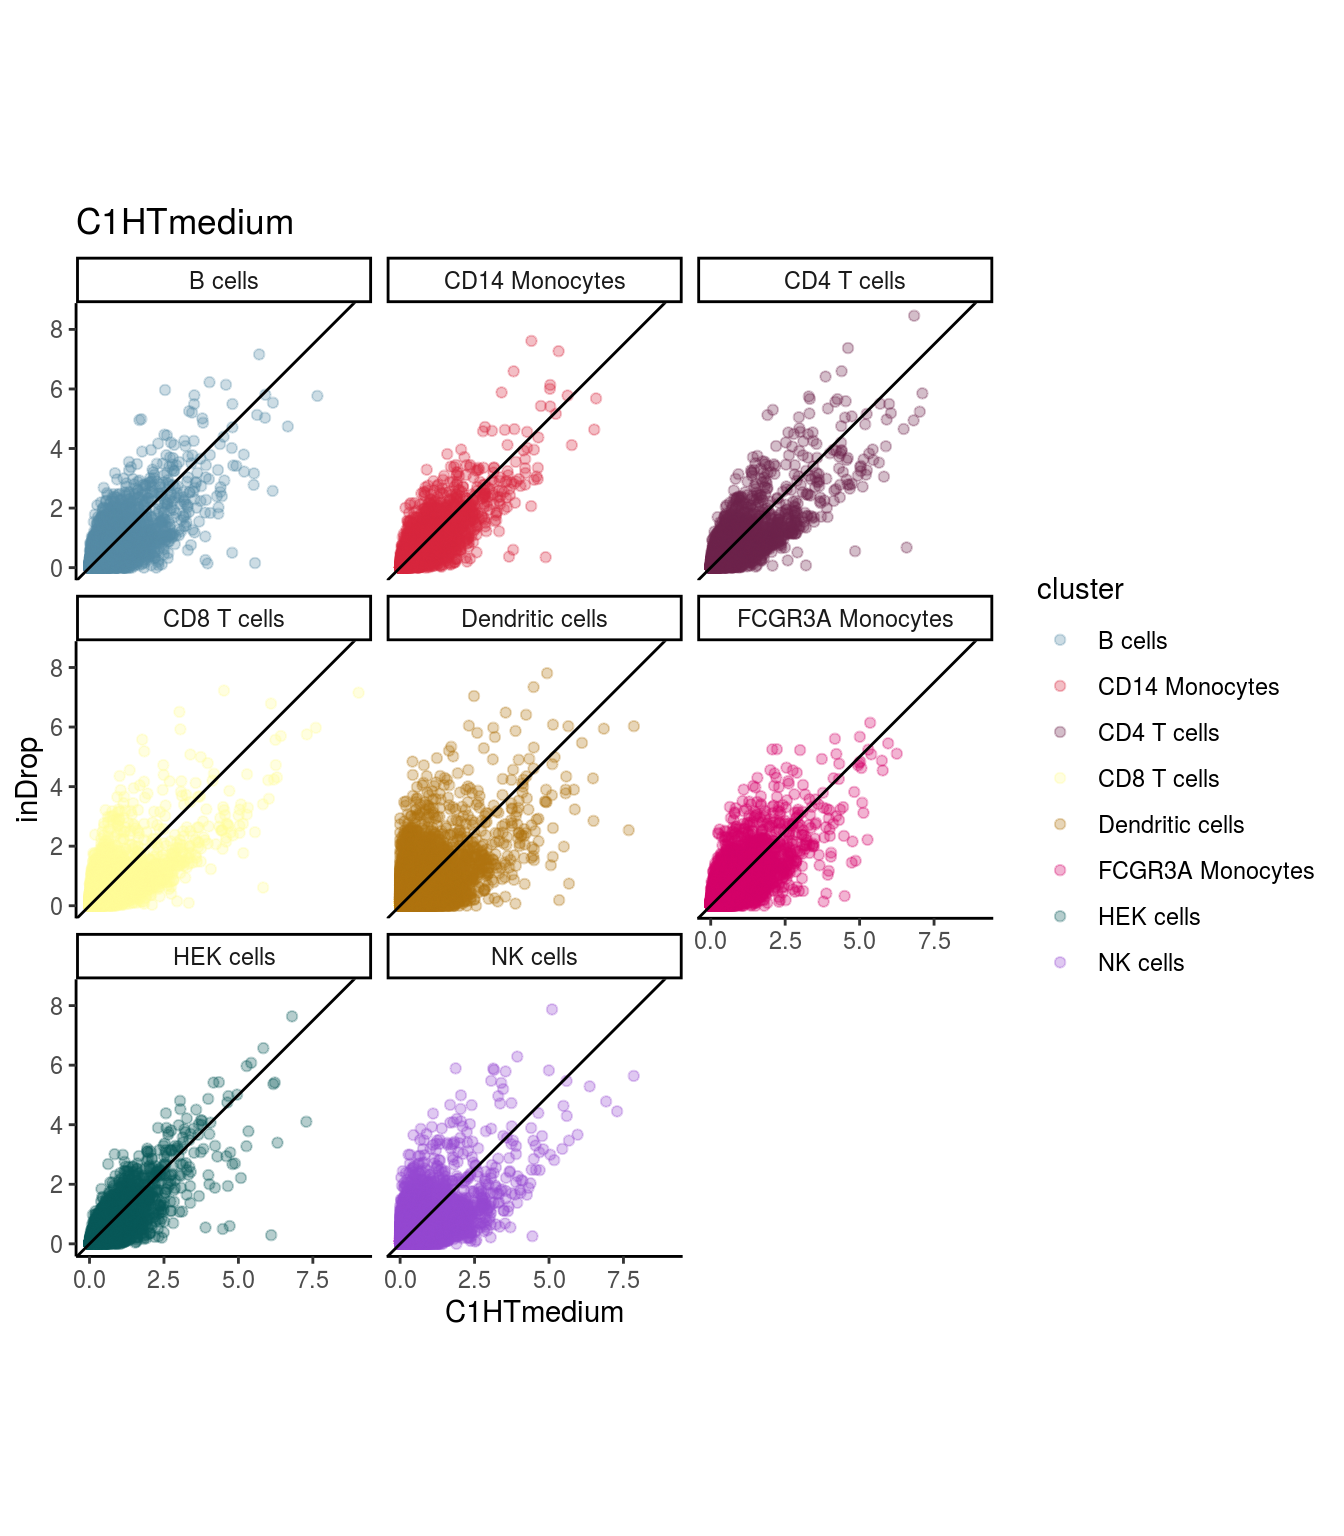 C1HTmedium
B cells
CD14 Monocytes
CD4 T cells
8
6
4
2
0
CD8 T cells
Dendritic cells
FCGR3A Monocytes
8
6
4
2
0
0.0 2.5 5.0 7.5
HEK cells
NK cells
8
6
4
2
0
0.0 2.5 5.0 7.5
0.0 2.5 5.0 7.5
C1HTmedium
inDrop
cluster
B cells
CD14 Monocytes
CD4 T cells
CD8 T cells
Dendritic cells
FCGR3A Monocytes
HEK cells
NK cells